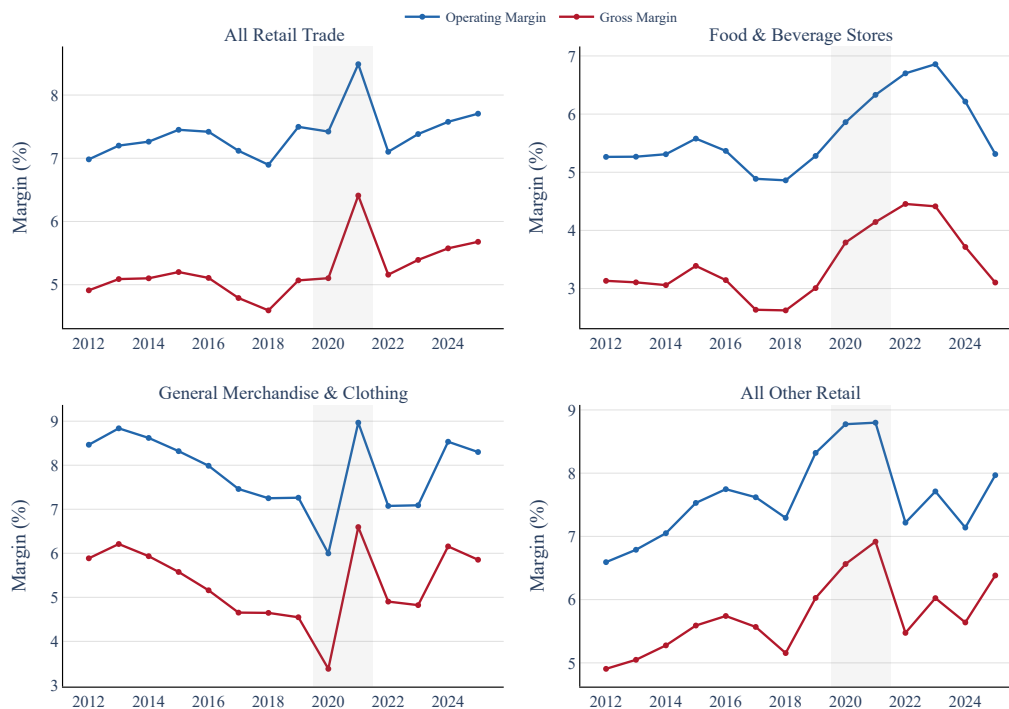 Operating Margin Gross Margin
All Retail Trade
Food & Beverage Stores
Margin (%)
8
7
6
5
2012 2014 2016 2018 2020 2022 2024
Margin (%)
7
6
5
4
3
2012 2014 2016 2018 2020 2022 2024
General Merchandise & Clothing
All Other Retail
Margin (%)
9
8
7
6
5
4
3
2012 2014 2016 2018 2020 2022 2024
Margin (%)
9
8
7
6
5
2012 2014 2016 2018 2020 2022 2024